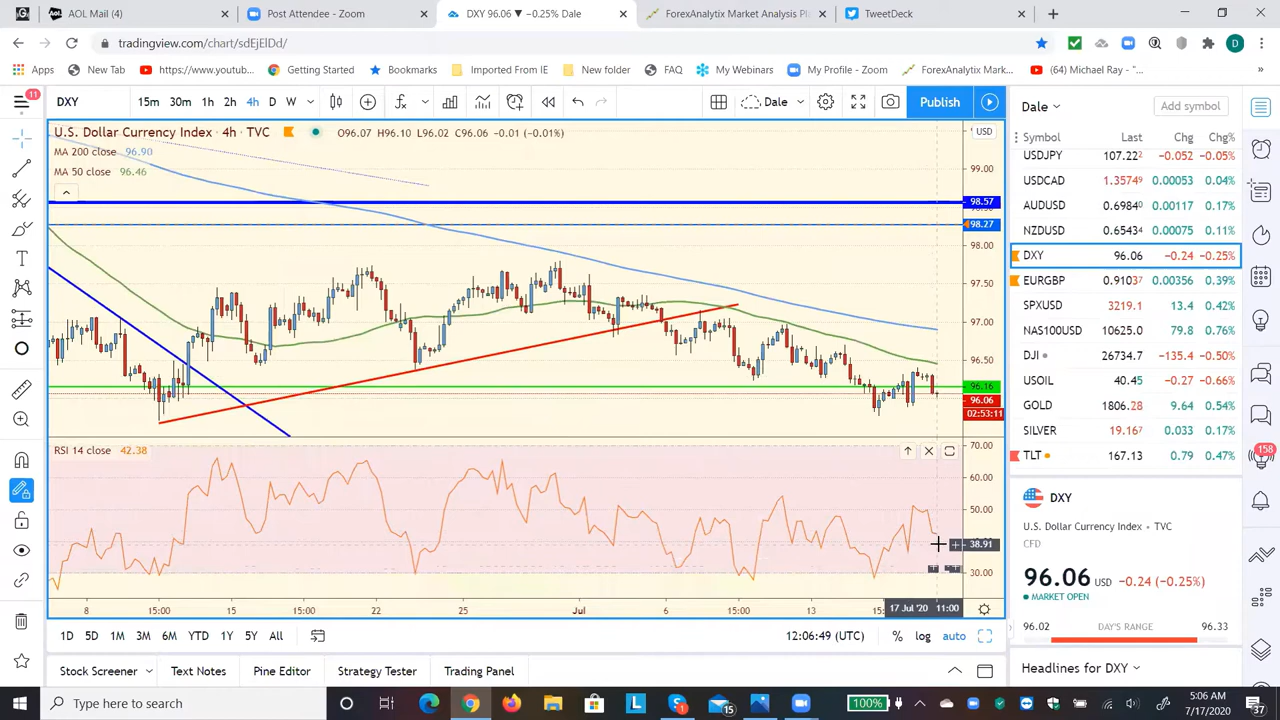 AOL Mail (4)
Post Attendee - Zoom
DXY 96.06 ▼ −0.25% Dale
ForexAnalytix Market Analysis Pl
TweetDeck
tradingview.com/chart/sdEjElDd/
D
Apps
New Tab
https://www.youtub...
Getting Started
Bookmarks
Imported From IE
New folder
FAQ
My Webinars
My Profile - Zoom
ForexAnalytix Mark...
(64) Michael Ray - "...
11
DXY
15m 30m 1h 2h 4h D W
Dale
Publish
Dale
Add symbol
U.S. Dollar Currency Index · 4h · TVC
O96.07 H96.10 L96.02 C96.06 −0.01 (−0.01%)
MA 200 close 96.90
MA 50 close 96.46
USD
99.00
98.57
98.27
98.00
97.50
97.00
96.50
96.16
96.06
02:53:11
RSI 14 close 42.38
70.00
60.00
50.00
38.91
30.00
8 15:00 15 15:00 22 25 Jul 6 15:00 13
17 Jul '20 11:00
1D 5D 1M 3M 6M YTD 1Y 5Y All
12:06:49 (UTC)
% log auto
Stock Screener
Text Notes
Pine Editor
Strategy Tester
Trading Panel
Symbol Last Chg Chg%
USDJPY 107.22² −0.052 −0.05%
USDCAD 1.3574⁹ 0.00053 0.04%
AUDUSD 0.6984⁰ 0.00117 0.17%
NZDUSD 0.6543⁴ 0.00075 0.11%
DXY 96.06 −0.24 −0.25%
EURGBP 0.9103⁷ 0.00356 0.39%
SPXUSD 3219.1 13.4 0.42%
NAS100USD 10625.0 79.8 0.76%
DJI 26734.7 −135.4 −0.50%
USOIL 40.45 −0.27 −0.66%
GOLD 1806.28 9.64 0.54%
SILVER 19.16⁷ 0.033 0.17%
TLT 167.13 0.79 0.47%
158
DXY
U.S. Dollar Currency Index · TVC
CFD
96.06 USD −0.24 (−0.25%)
MARKET OPEN
96.02 DAY'S RANGE 96.33
Headlines for DXY
Type here to search
L
1
15
100%
5:06 AM
7/17/2020
37